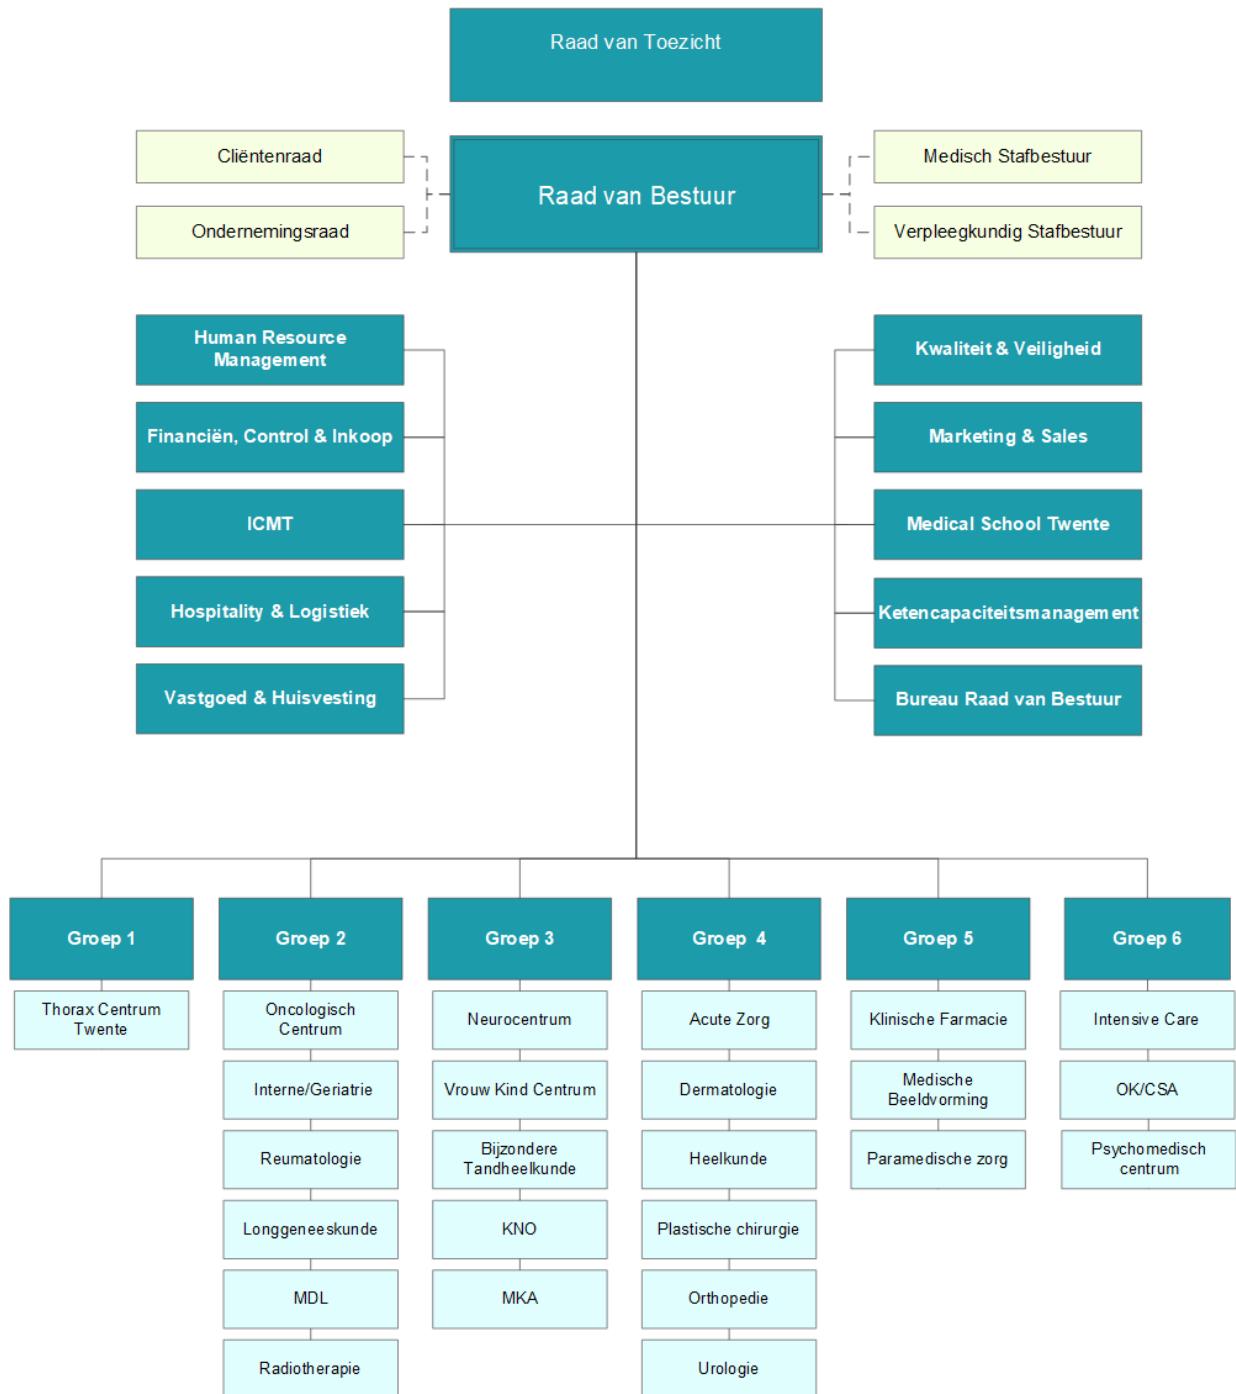 Raad van Toezicht
Cliëntenraad
Raad van Bestuur
Medisch Stafbestuur
Ondernemingsraad
Verpleegkundig Stafbestuur
Human Resource
Management
Kwaliteit & Veiligheid
Financiën, Control & Inkoop
Marketing & Sales
ICMT
Medical School Twente
Hospitality & Logistiek
Ketencapaciteitsmanagement
Vastgoed & Huisvesting
Bureau Raad van Bestuur
Groep 1
Thorax Centrum
Twente
Groep 2
Oncologisch
Centrum
Interne/Geriatrie
Reumatologie
Longgeneeskunde
MDL
Radiotherapie
Groep 3
Neurocentrum
Vrouw Kind Centrum
Bijzondere
Tandheelkunde
KNO
MKA
Groep 4
Acute Zorg
Dermatologie
Heelkunde
Plastische chirurgie
Orthopedie
Urologie
Groep 5
Klinische Farmacie
Medische
Beeldvorming
Paramedische zorg
Groep 6
Intensive Care
OK/CSA
Psychomedisch
centrum